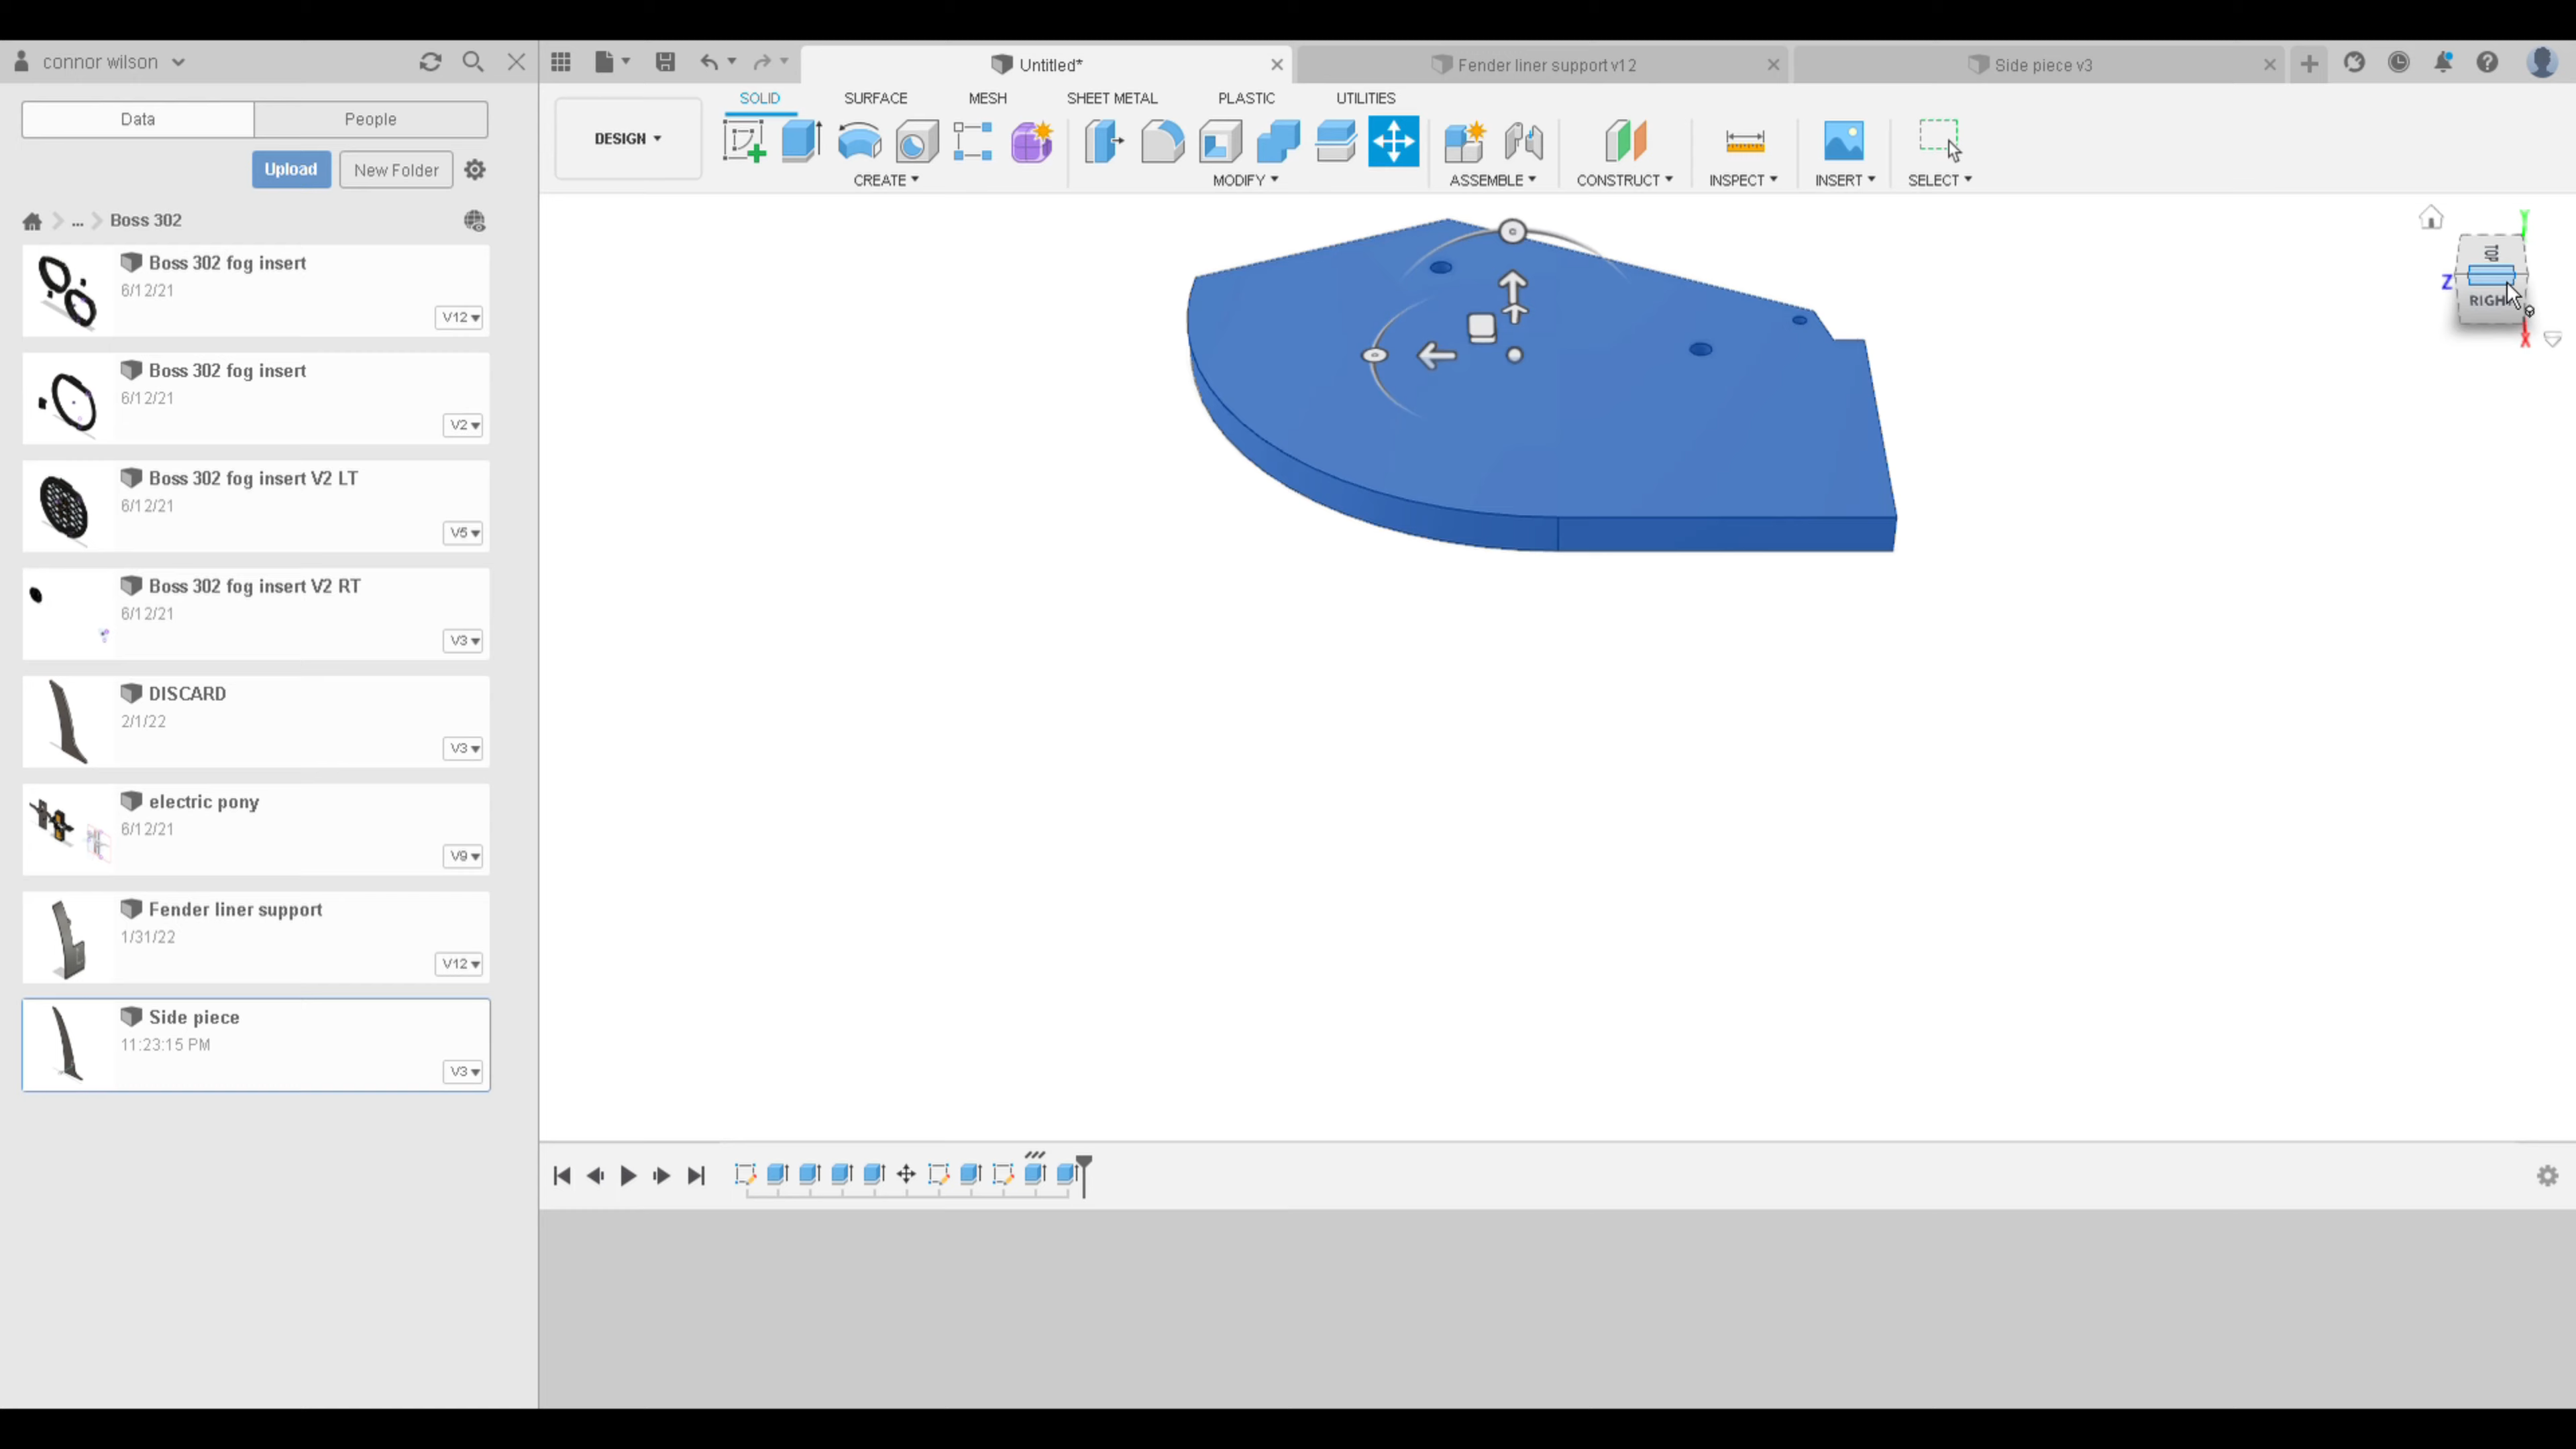 connor wilson
Untitled*
Fender liner support v12
Side piece v3
Data
People
SOLID
SURFACE
MESH
SHEET METAL
PLASTIC
UTILITIES
DESIGN
Upload
New Folder
CREATE
MODIFY
ASSEMBLE
CONSTRUCT
INSPECT
INSERT
SELECT
... Boss 302
Boss 302 fog insert
6/12/21
V12
Boss 302 fog insert
6/12/21
V2
Boss 302 fog insert V2 LT
6/12/21
V5
Boss 302 fog insert V2 RT
6/12/21
V3
DISCARD
2/1/22
V3
electric pony
6/12/21
V9
Fender liner support
1/31/22
V12
Side piece
11:23:15 PM
V3
Y
TOP
Z
RIGH
X